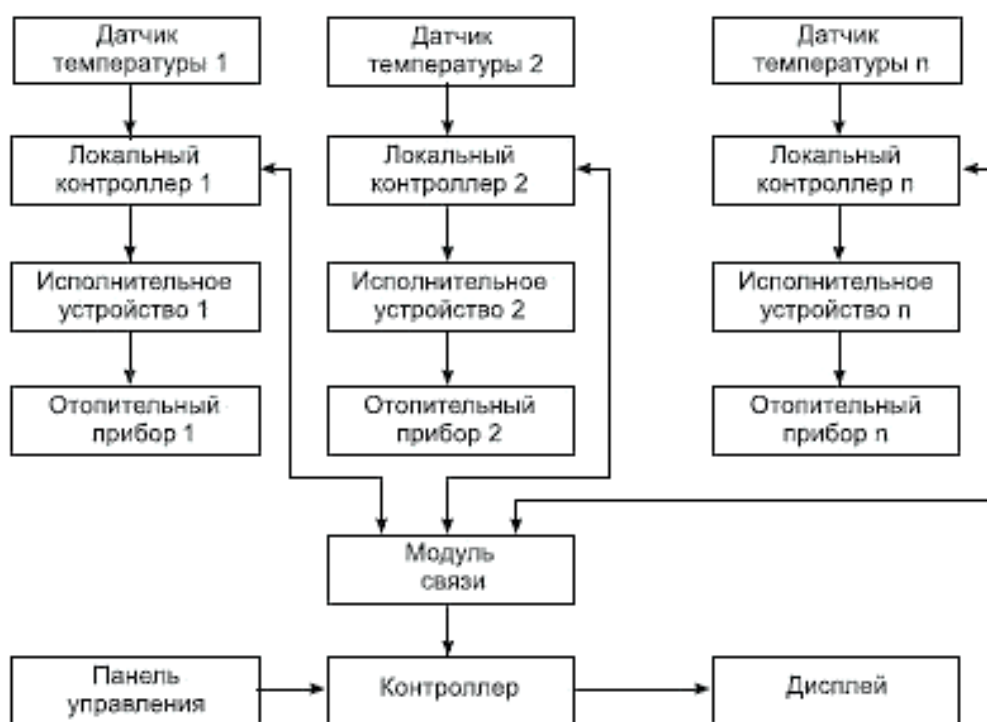 Датчик
температуры 1
Датчик
температуры 2
Датчик
температуры n
Локальный
контроллер 1
Локальный
контроллер 2
Локальный
контроллер n
Исполнительное
устройство 1
Исполнительное
устройство 2
Исполнительное
устройство n
Отопительный
прибор 1
Отопительный
прибор 2
Отопительный
прибор n
Модуль
связи
Панель
управления
Контроллер
Дисплей